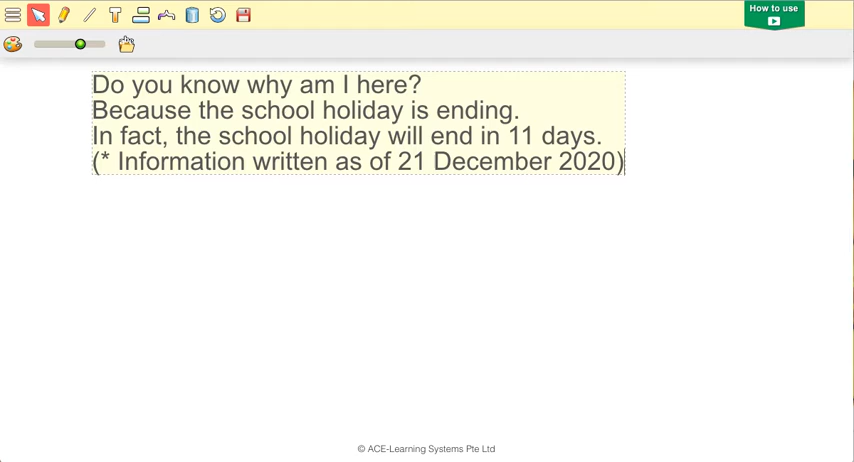 How to use
Do you know why am I here?
Because the school holiday is ending.
In fact, the school holiday will end in 11 days.
(* Information written as of 21 December 2020)
© ACE-Learning Systems Pte Ltd